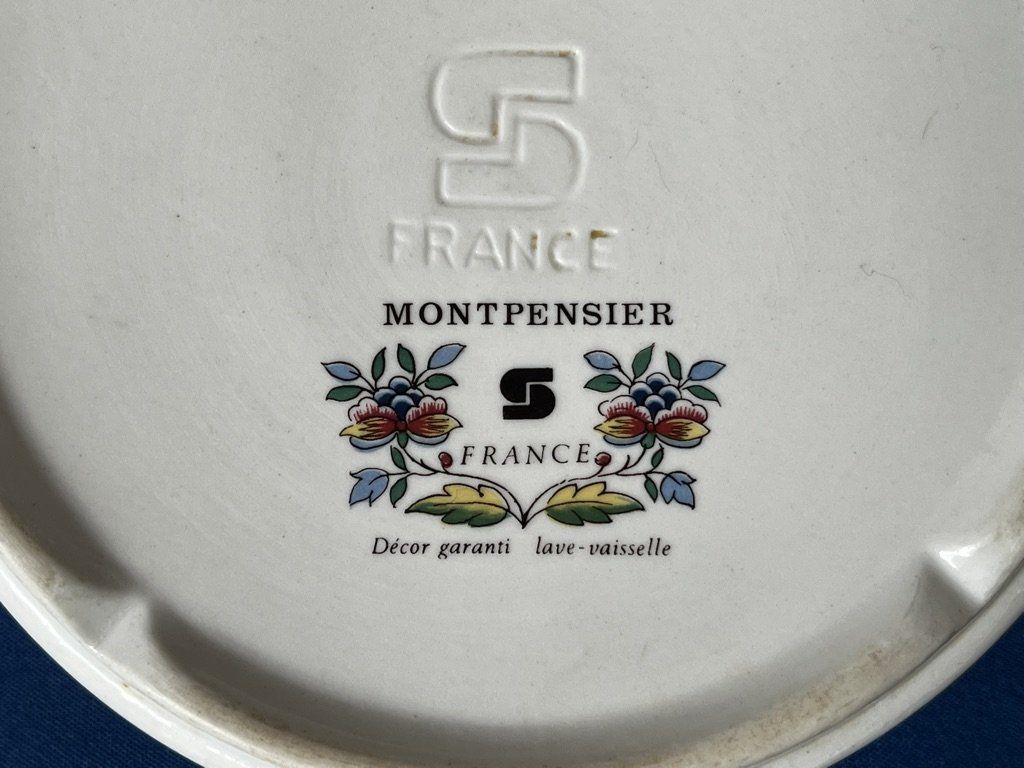 S
FRANCE
MONTPENSIER
S
FRANCE
Décor garanti lave-vaisselle